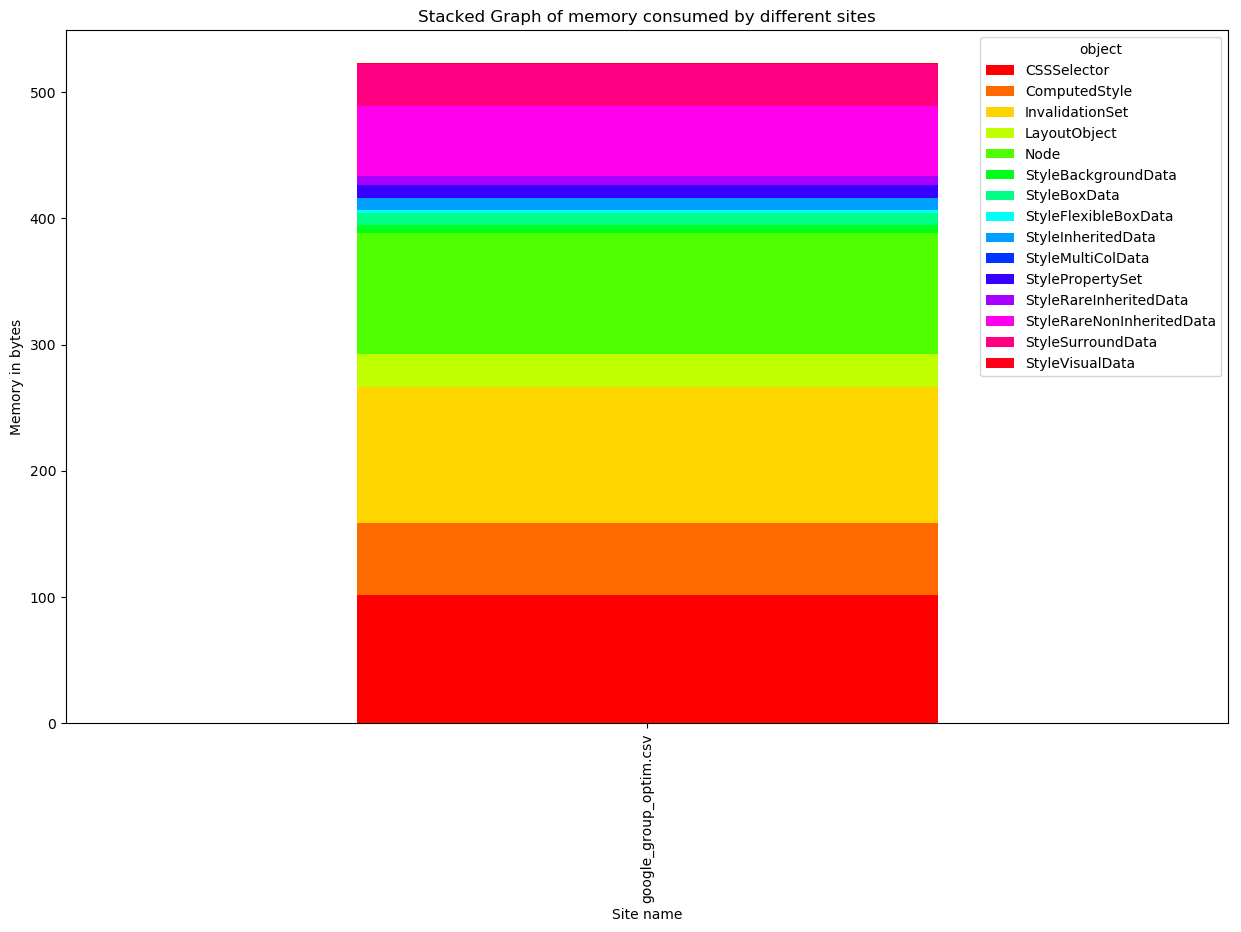 Stacked Graph of memory consumed by different sites
object
CSSSelector
ComputedStyle
InvalidationSet
LayoutObject
Node
StyleBackgroundData
StyleBoxData
StyleFlexibleBoxData
StyleInheritedData
StyleMultiColData
StylePropertySet
StyleRareInheritedData
StyleRareNonInheritedData
StyleSurroundData
StyleVisualData
Memory in bytes
500
400
300
200
100
0
google_group_optim.csv
Site name